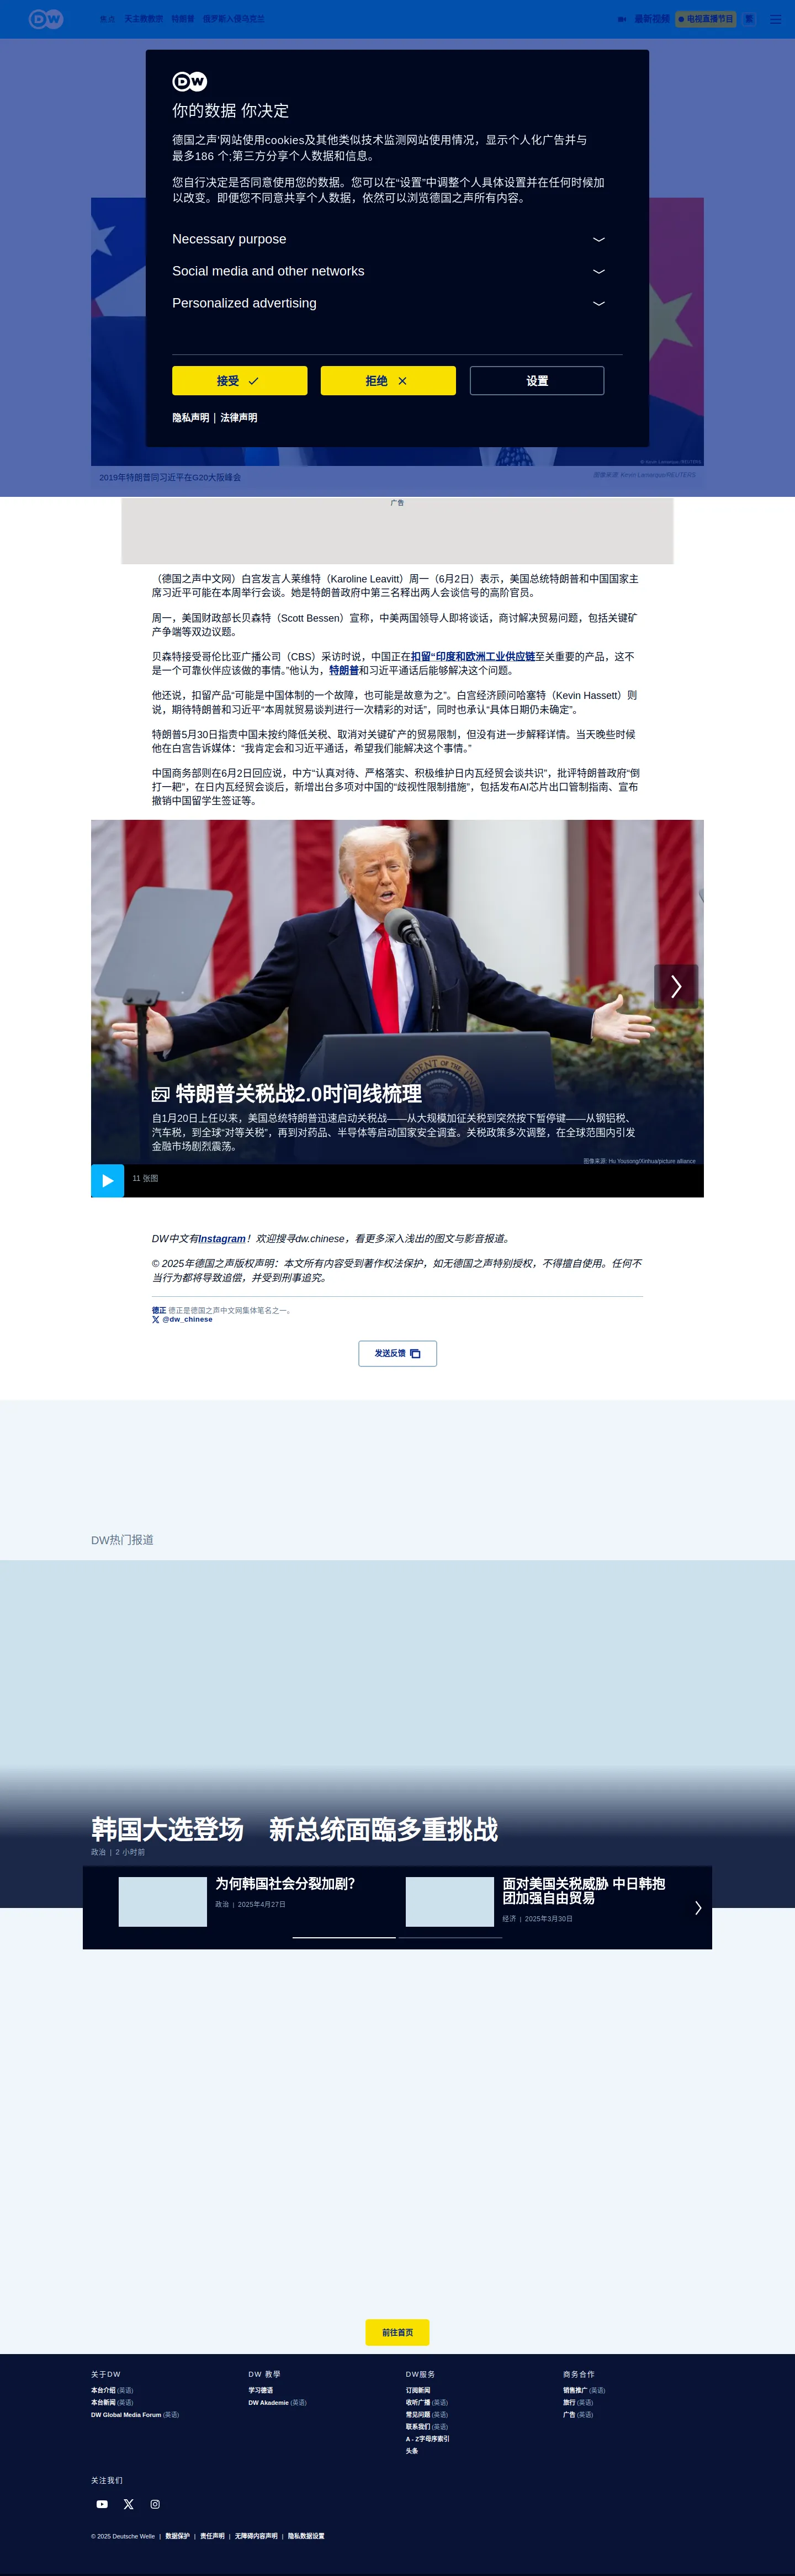 DW
焦点
天主教教宗
特朗普
俄罗斯入侵乌克兰
最新视频
电视直播节目
繁
DW
你的数据 你决定
德国之声'网站使用cookies及其他类似技术监测网站使用情况，显示个人化广告并与
最多186 个;第三方分享个人数据和信息。
您自行决定是否同意使用您的数据。您可以在"设置"中调整个人具体设置并在任何时候加
以改变。即便您不同意共享个人数据，依然可以浏览德国之声所有内容。
Necessary purpose
Social media and other networks
Personalized advertising
接受
拒绝
设置
隐私声明 | 法律声明
© Kevin Lamarque/REUTERS
2019年特朗普同习近平在G20大阪峰会
图像来源: Kevin Lamarque/REUTERS
广告
（德国之声中文网）白宫发言人莱维特（Karoline Leavitt）周一（6月2日）表示，美国总统特朗普和中国国家主
席习近平可能在本周举行会谈。她是特朗普政府中第三名释出两人会谈信号的高阶官员。
周一，美国财政部长贝森特（Scott Bessen）宣称，中美两国领导人即将谈话，商讨解决贸易问题，包括关键矿
产争端等双边议题。
贝森特接受哥伦比亚广播公司（CBS）采访时说，中国正在扣留“印度和欧洲工业供应链至关重要的产品，这不
是一个可靠伙伴应该做的事情。”他认为，特朗普和习近平通话后能够解决这个问题。
他还说，扣留产品“可能是中国体制的一个故障，也可能是故意为之”。白宫经济顾问哈塞特（Kevin Hassett）则
说，期待特朗普和习近平“本周就贸易谈判进行一次精彩的对话”，同时也承认“具体日期仍未确定”。
特朗普5月30日指责中国未按约降低关税、取消对关键矿产的贸易限制，但没有进一步解释详情。当天晚些时候
他在白宫告诉媒体：“我肯定会和习近平通话，希望我们能解决这个事情。”
中国商务部则在6月2日回应说，中方“认真对待、严格落实、积极维护日内瓦经贸会谈共识”，批评特朗普政府“倒
打一耙”，在日内瓦经贸会谈后，新增出台多项对中国的“歧视性限制措施”，包括发布AI芯片出口管制指南、宣布
撤销中国留学生签证等。
特朗普关税战2.0时间线梳理
自1月20日上任以来，美国总统特朗普迅速启动关税战——从大规模加征关税到突然按下暂停键——从钢铝税、
汽车税，到全球“对等关税”，再到对药品、半导体等启动国家安全调查。关税政策多次调整，在全球范围内引发
金融市场剧烈震荡。
图像来源: Hu Yousong/Xinhua/picture alliance
11 张图
DW中文有Instagram！欢迎搜寻dw.chinese，看更多深入浅出的图文与影音报道。
© 2025年德国之声版权声明：本文所有内容受到著作权法保护，如无德国之声特别授权，不得擅自使用。任何不
当行为都将导致追偿，并受到刑事追究。
德正 德正是德国之声中文网集体笔名之一。
@dw_chinese
发送反馈
DW热门报道
韩国大选登场　新总统面临多重挑战
政治 | 2 小时前
为何韩国社会分裂加剧？
政治 | 2025年4月27日
面对美国关税威胁 中日韩抱
团加强自由贸易
经济 | 2025年3月30日
前往首页
关于DW
本台介绍 (英语)
本台新闻 (英语)
DW Global Media Forum (英语)
DW 教學
学习德语
DW Akademie (英语)
DW服务
订阅新闻
收听广播 (英语)
常见问题 (英语)
联系我们 (英语)
A - Z字母序索引
头条
商务合作
销售推广 (英语)
旅行 (英语)
广告 (英语)
关注我们
© 2025 Deutsche Welle | 数据保护 | 责任声明 | 无障碍内容声明 | 隐私数据设置